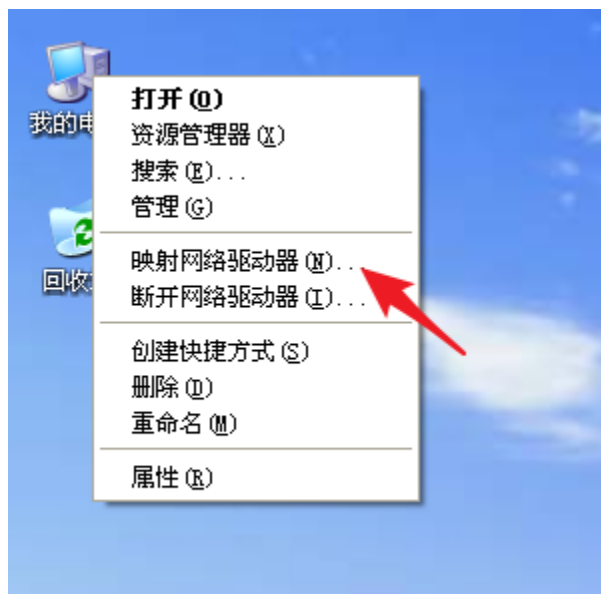 我的电
回收
打开(O)
资源管理器(X)
搜索(E)...
管理(G)
映射网络驱动器(N)...
断开网络驱动器(I)...
创建快捷方式(S)
删除(D)
重命名(M)
属性(R)